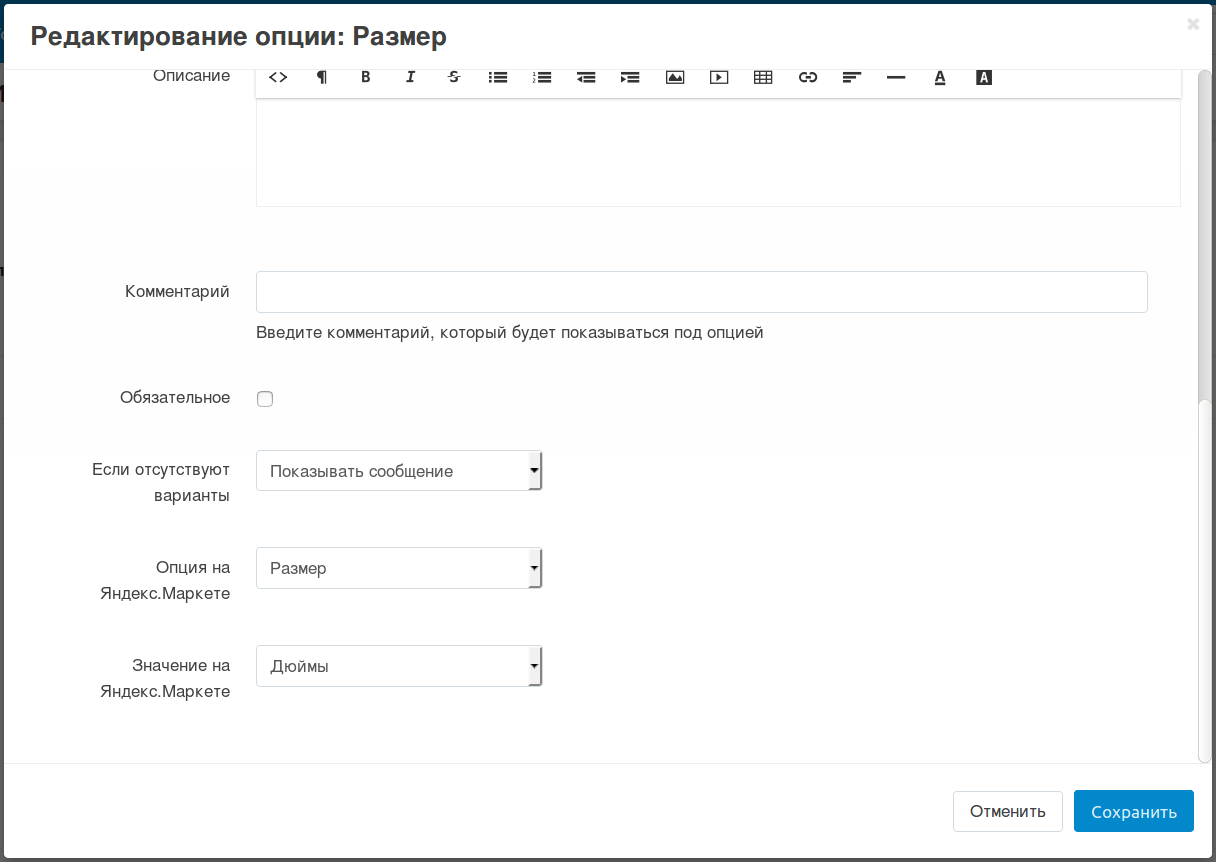 Редактирование опции: Размер
Описание
Комментарий
Введите комментарий, который будет показываться под опцией
Обязательное
Если отсутствуют
варианты
Показывать сообщение
Опция на
Яндекс.Маркете
Размер
Значение на
Яндекс.Маркете
Дюймы
Отменить
Сохранить